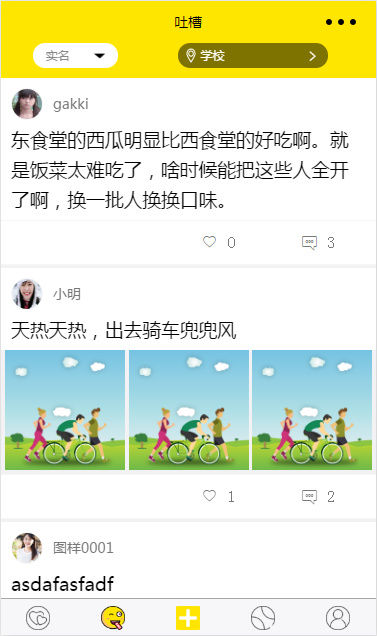 吐槽
实名
学校
gakki
东食堂的西瓜明显比西食堂的好吃啊。就
是饭菜太难吃了，啥时候能把这些人全开
了啊，换一批人换换口味。
0 3
小明
天热天热，出去骑车兜兜风
1 2
图样0001
asdafasfadf